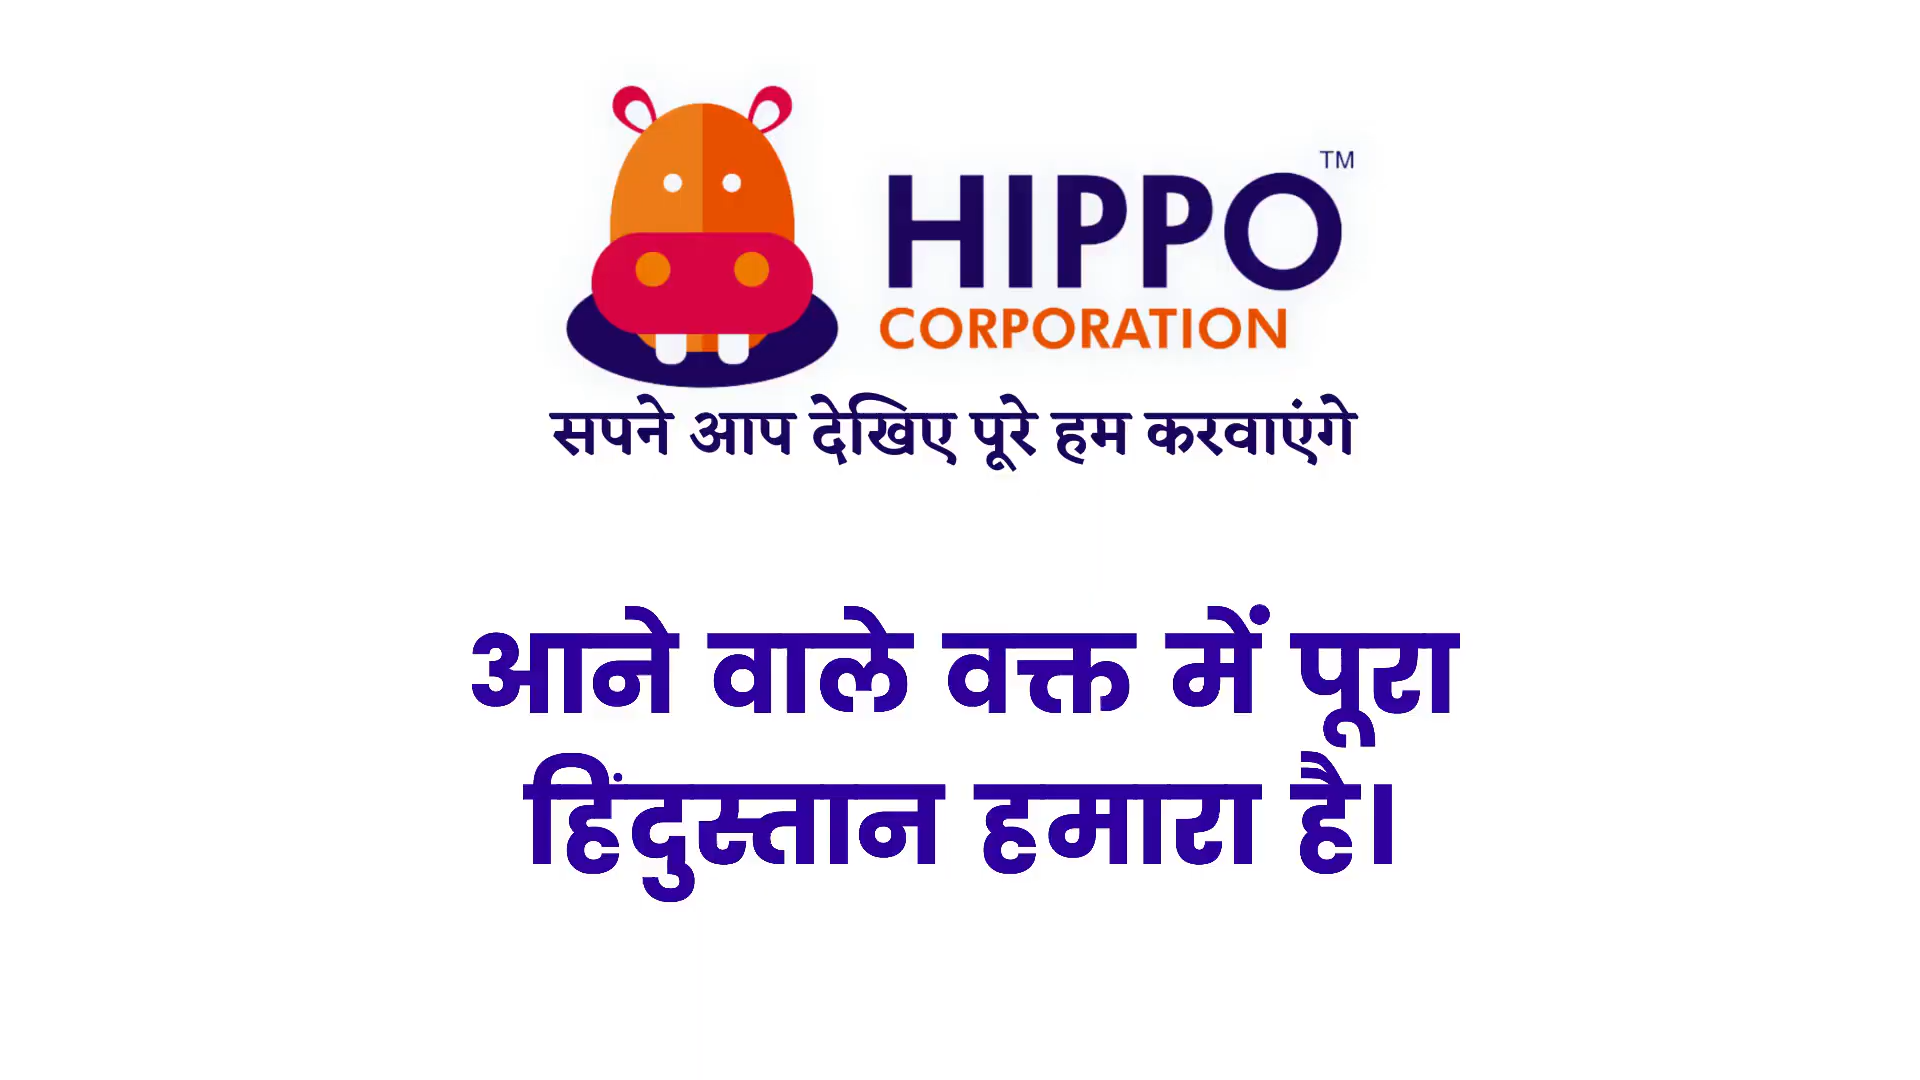 HIPPO
TM
CORPORATION
सपने आप देखिए पूरे हम करवाएंगे
आने वाले वक्त में पूरा
हिंदुस्तान हमारा है।